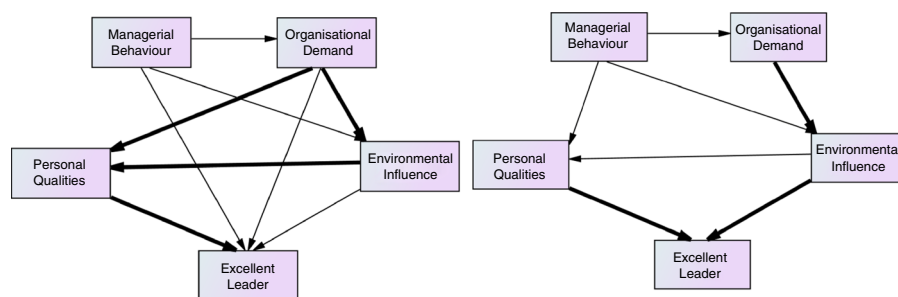 Managerial
Behaviour
Organisational
Demand
Personal
Qualities
Environmental
Influence
Excellent
Leader
Managerial
Behaviour
Organisational
Demand
Personal
Qualities
Environmental
Influence
Excellent
Leader